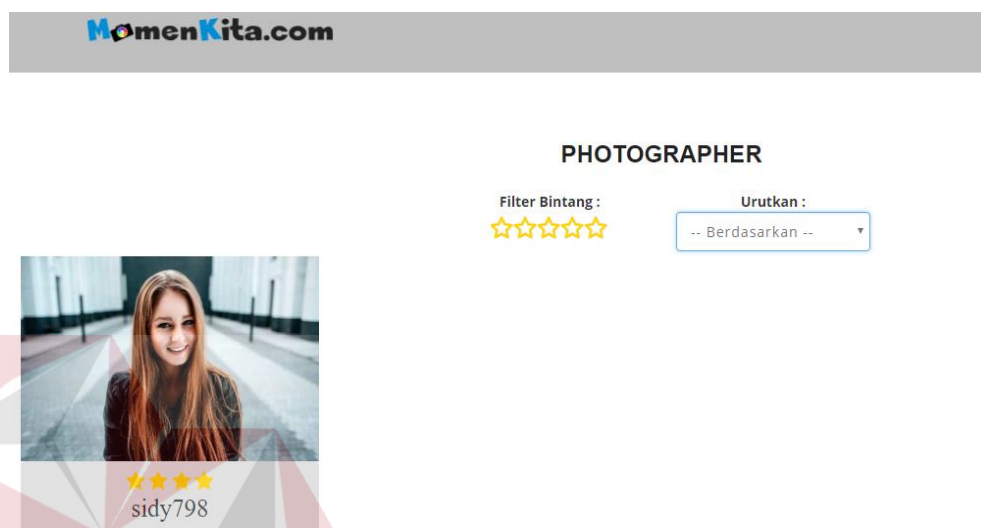 MomenKita.com
PHOTOGRAPHER
Filter Bintang :
Urutkan :
-- Berdasarkan --
sidy798